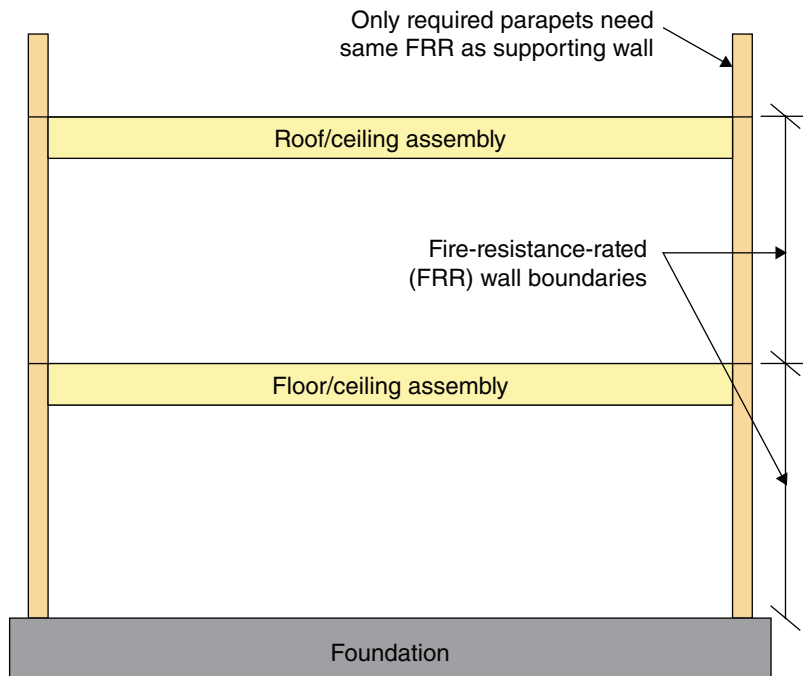 Only required parapets need
same FRR as supporting wall
Roof/ceiling assembly
Fire-resistance-rated
(FRR) wall boundaries
Floor/ceiling assembly
Foundation